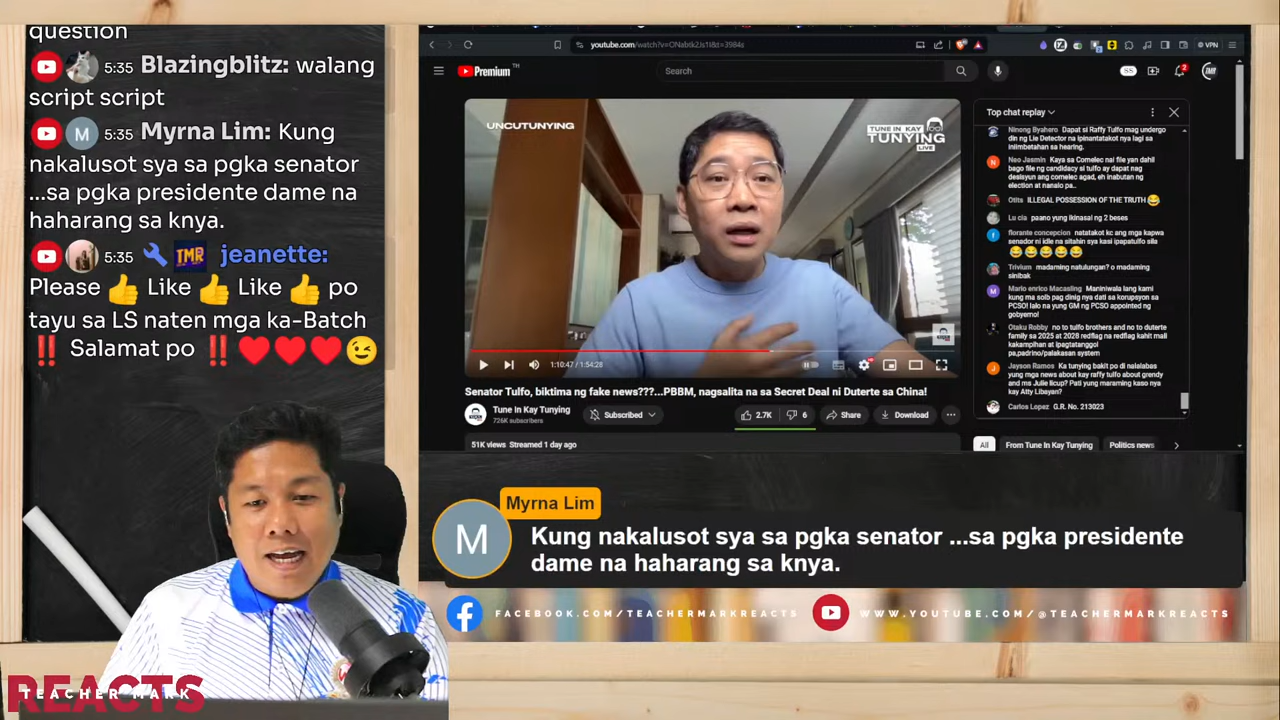 question
5:35 Blazingblitz: walang
script script
M 5:35 Myrna Lim: Kung
nakalusot sya sa pgka senator
...sa pgka presidente dame na
haharang sa knya.
5:35 TMR jeanette:
Please 👍 Like 👍 Like 👍 po
tayu sa LS naten mga ka-Batch
‼️ Salamat po ‼️❤️❤️❤️😉
youtube.com/watch?v=ONabtk2Js1I&t=3984s
VPN
Premium TH
Search
SS
2
UNCUTUNYING
TUNE IN KAY
TUNYING
LIVE
1:10:47 / 1:54:28
Senator Tulfo, biktima ng fake news???...PBBM, nagsalita na sa Secret Deal ni Duterte sa China!
Tune In Kay Tunying
726K subscribers
Subscribed
2.7K
6
Share
Download
51K views Streamed 1 day ago
Top chat replay
Ninong Byahero Dapat si Raffy Tulfo mag undergo
din ng Lie Detector na ipinantatakot nya lagi sa
iniimbetahan sa hearing.
N Neo Jasmin Kaya sa Comelec nai file yan dahil
bago file ng candidacy si tulfo ay dapat nag
desisyun ang comelec agad, eh inabutan ng
election at nanalo pa..
Otits ILLEGAL POSSESSION OF THE TRUTH 😂
Lu cia paano yung ikinasal ng 2 beses
f florante concepcion natatakot kc ang mga kapwa
senador ni idle na sitahin sya kasi ipapatulfo sila
😂😂😂😂
Trivium madaming natulungan? o madaming
sinibak
M Mario enrico Macasling Maniniwala lang kami
kung ma solb pag dinig nya dati sa korupsyon sa
PCSO! lalo na yung GM ng PCSO appointed ng
gobyerno!
Otaku Robby no to tulfo brothers and no to duterte
family sa 2025 at 2028 redflag na redflag kahit mali
kakampihan at ipagtatanggol
pa,padrino/palakasan system
Jayson Ramos Ka tunying bakit po di nalalabas
yung mga news about kay raffy tulfo about grendy
and ms Julie licup? Pati yung maraming kaso nya
kay Atty Libayan?
Carlos Lopez G.R. No. 213023
All From Tune In Kay Tunying Politics news
Myrna Lim
M Kung nakalusot sya sa pgka senator ...sa pgka presidente
dame na haharang sa knya.
FACEBOOK.COM/TEACHERMARKREACTS WWW.YOUTUBE.COM/@TEACHERMARKREACTS
TEACHER MARK
REACTS